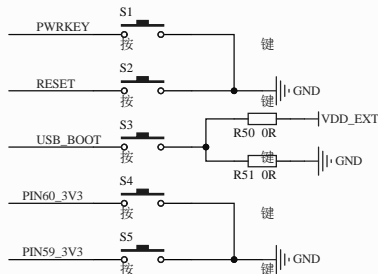 S1
PWRKEY
按 键
S2
RESET
按 键
GND
VDD_EXT
S3
R50 0R
USB_BOOT
按 键
GND
R51 0R
S4
PIN60_3V3
按 键
S5
PIN59_3V3
按 键
GND